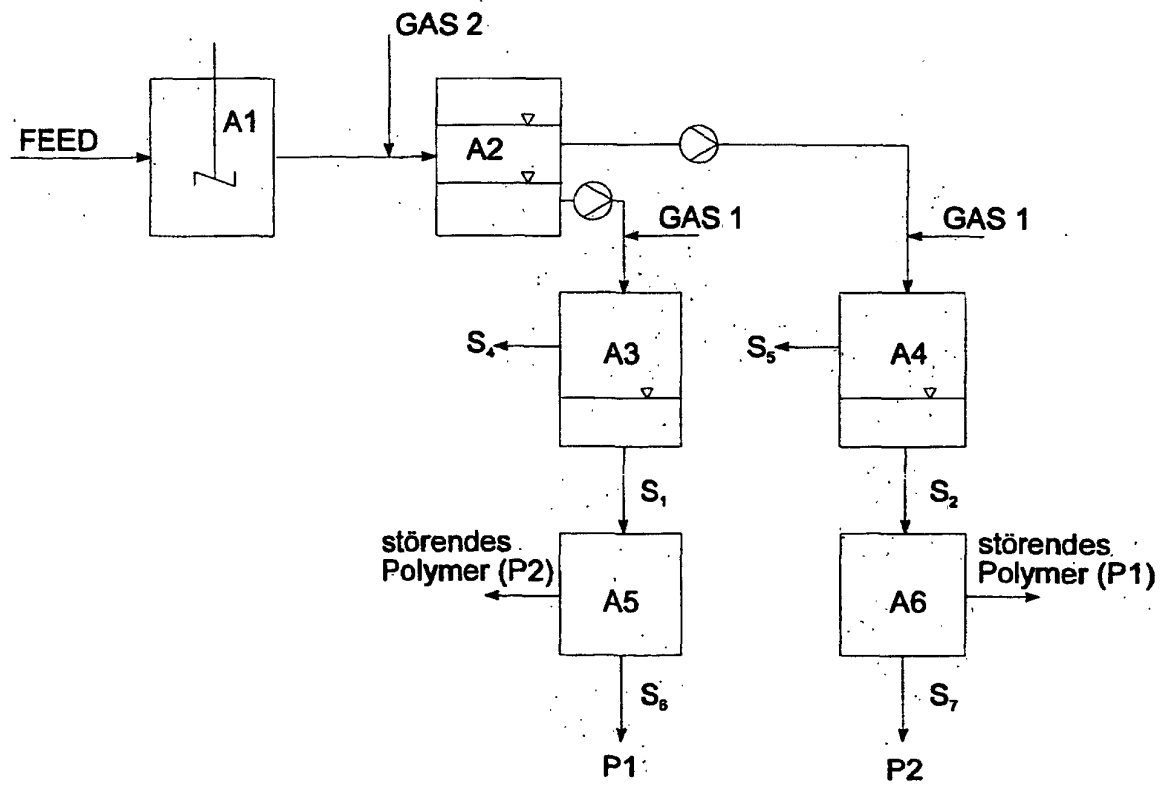 GAS 2
FEED
A1
A2
GAS 1
GAS 1
S₄
A3
S₅
A4
S₁
S₂
störendes
Polymer (P2)
A5
A6
störendes
Polymer (P1)
S₆
S₇
P1
P2